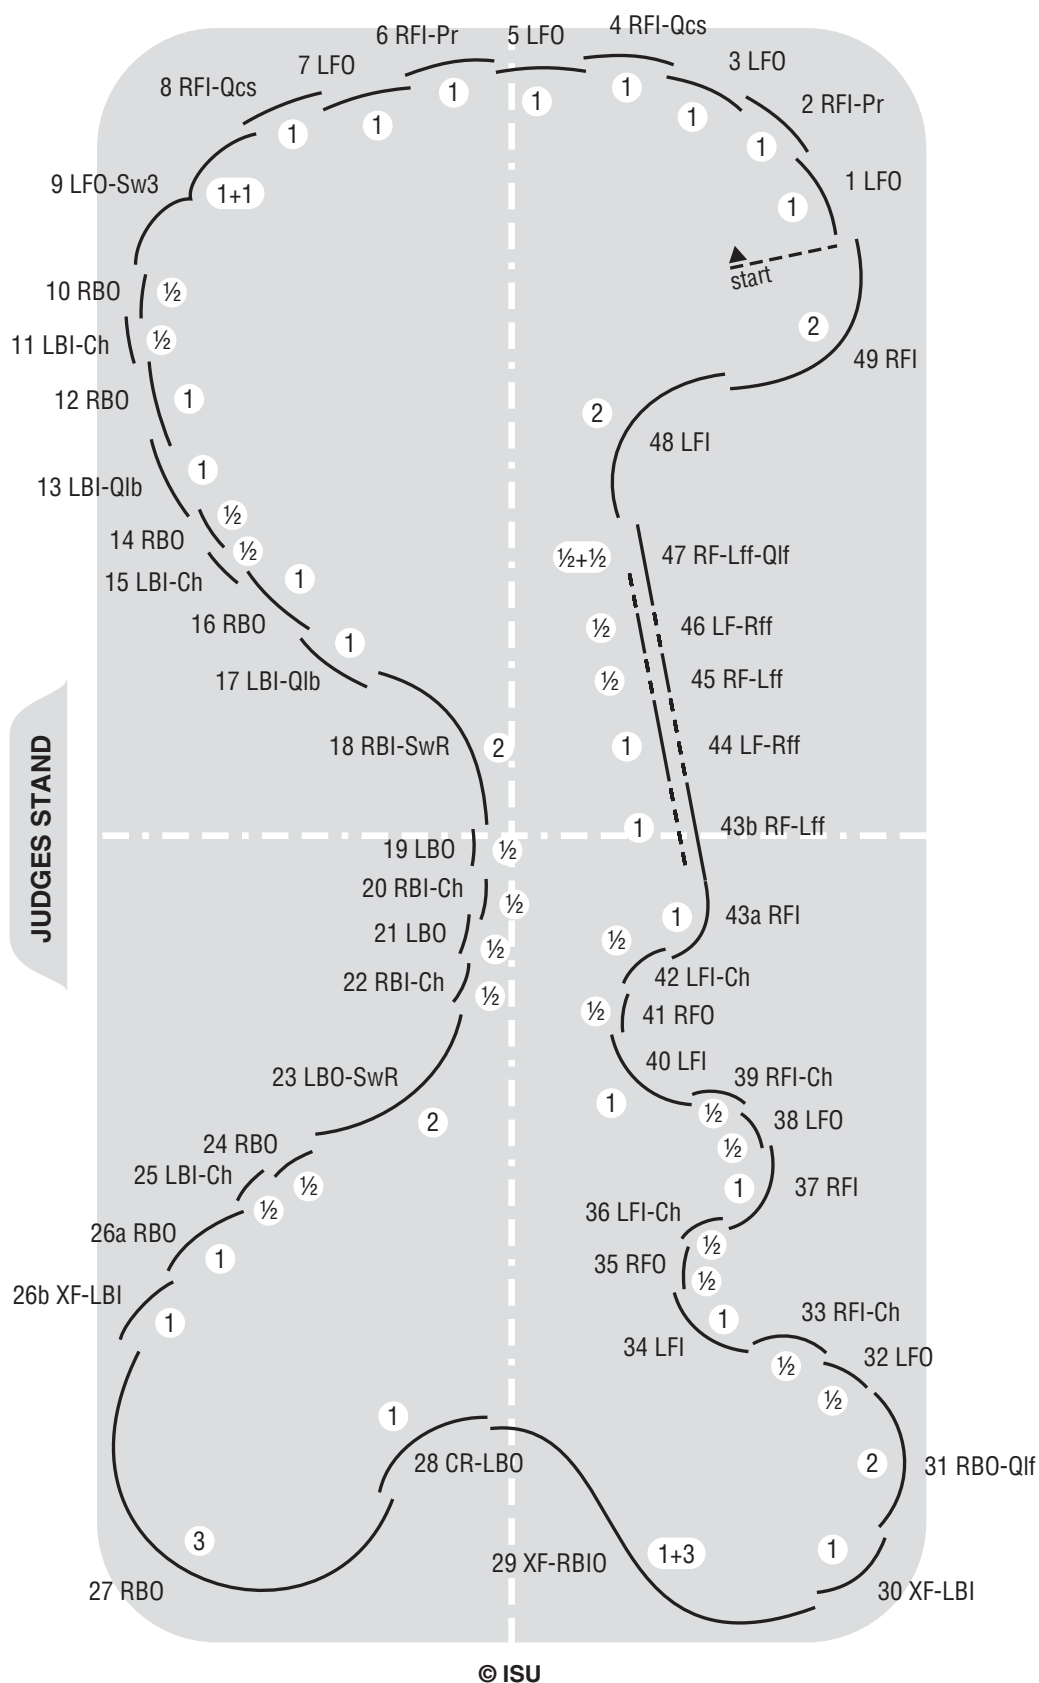 4 RFI-Qcs
6 RFI-Pr
5 LFO
3 LFO
7 LFO
8 RFI-Qcs
2 RFI-Pr
1
1
1
1
1
1
1
1 LFO
9 LFO-Sw3
1+1
1
start
10 RBO
½
2
11 LBI-Ch
½
49 RFI
12 RBO
1
2
48 LFI
13 LBI-Qlb
1
½
14 RBO
½
½+½
47 RF-Lff-Qlf
15 LBI-Ch
1
16 RBO
½
46 LF-Rff
1
17 LBI-Qlb
½
45 RF-Lff
18 RBI-SwR
2
1
44 LF-Rff
JUDGES STAND
1
43b RF-Lff
19 LBO
½
20 RBI-Ch
½
1
43a RFI
21 LBO
½
½
22 RBI-Ch
½
42 LFI-Ch
½
41 RFO
40 LFI
23 LBO-SwR
39 RFI-Ch
2
1
½
38 LFO
24 RBO
½
25 LBI-Ch
½
1
37 RFI
½
36 LFI-Ch
26a RBO
1
½
35 RFO
½
26b XF-LBI
1
1
33 RFI-Ch
34 LFI
32 LFO
½
½
1
28 CR-LBO
2
31 RBO-Qlf
3
29 XF-RBIO
1+3
1
27 RBO
30 XF-LBI
© ISU